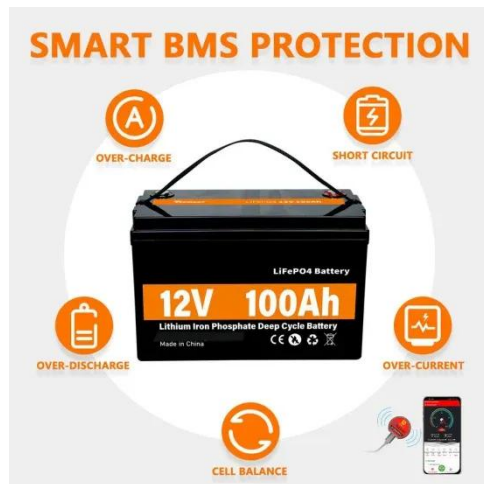 SMART BMS PROTECTION
OVER-CHARGE
SHORT CIRCUIT
LiFePO4 Battery
12V 100Ah
Lithium Iron Phosphate Deep Cycle Battery
Made in China
CE
OVER-DISCHARGE
OVER-CURRENT
CELL BALANCE